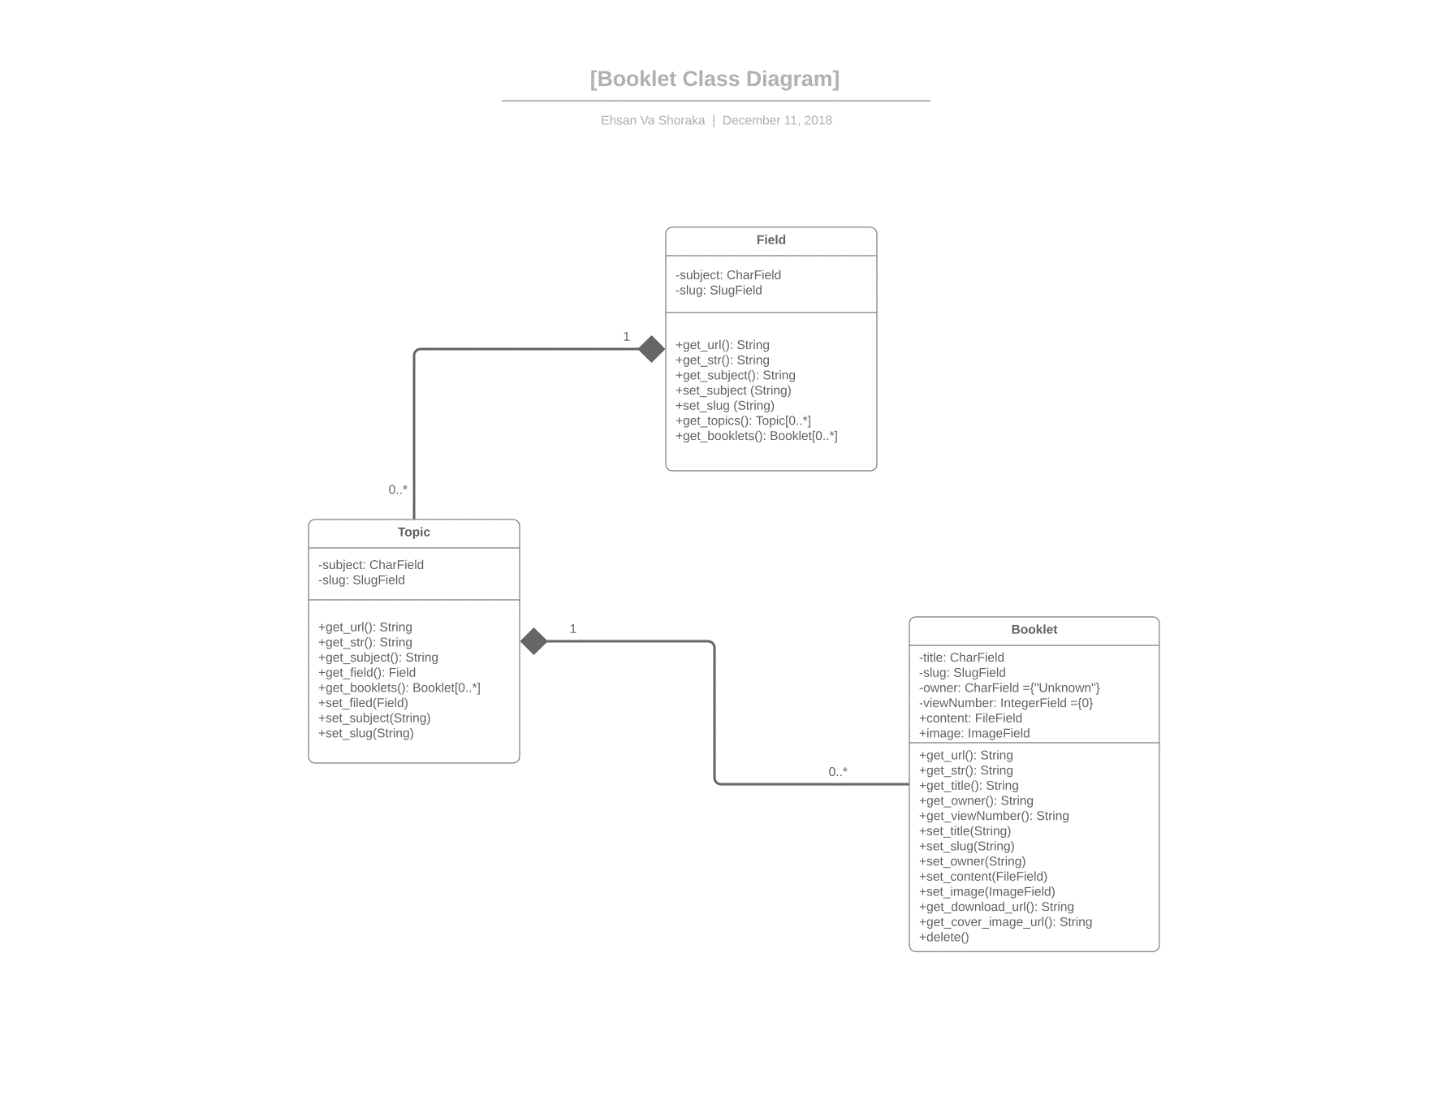 [Booklet Class Diagram]
Ehsan Va Shoraka | December 11, 2018
Field
-subject: CharField
-slug: SlugField
+get_url(): String
+get_str(): String
+get_subject(): String
+set_subject (String)
+set_slug (String)
+get_topics(): Topic[0..*]
+get_booklets(): Booklet[0..*]
1
0..*
Topic
-subject: CharField
-slug: SlugField
+get_url(): String
+get_str(): String
+get_subject(): String
+get_field(): Field
+get_booklets(): Booklet[0..*]
+set_filed(Field)
+set_subject(String)
+set_slug(String)
1
0..*
Booklet
-title: CharField
-slug: SlugField
-owner: CharField ={"Unknown"}
-viewNumber: IntegerField ={0}
+content: FileField
+image: ImageField
+get_url(): String
+get_str(): String
+get_title(): String
+get_owner(): String
+get_viewNumber(): String
+set_title(String)
+set_slug(String)
+set_owner(String)
+set_content(FileField)
+set_image(ImageField)
+get_download_url(): String
+get_cover_image_url(): String
+delete()